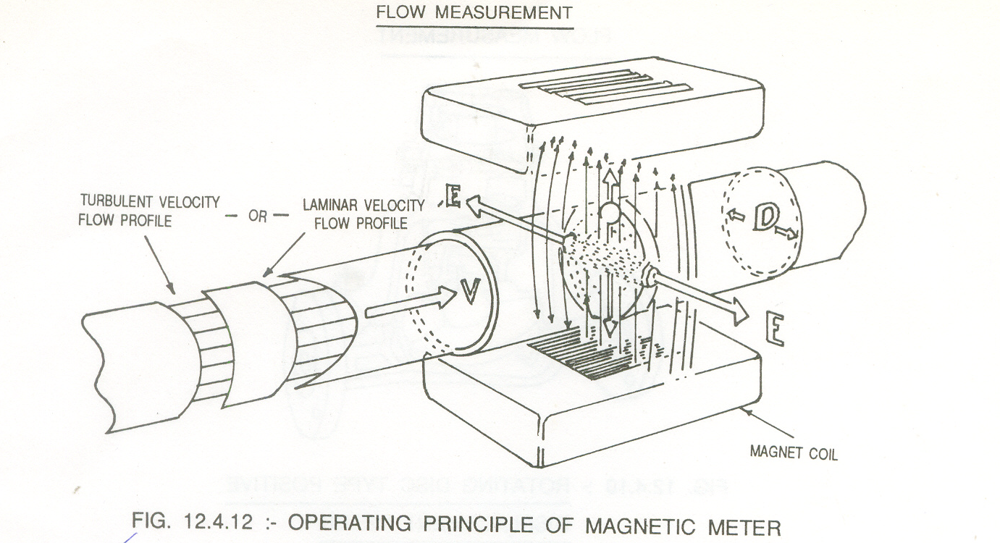 FLOW MEASUREMENT
TURBULENT VELOCITY
FLOW PROFILE
— OR —
LAMINAR VELOCITY
FLOW PROFILE
E
V
D
E
MAGNET COIL
FIG. 12.4.12 :- OPERATING PRINCIPLE OF MAGNETIC METER